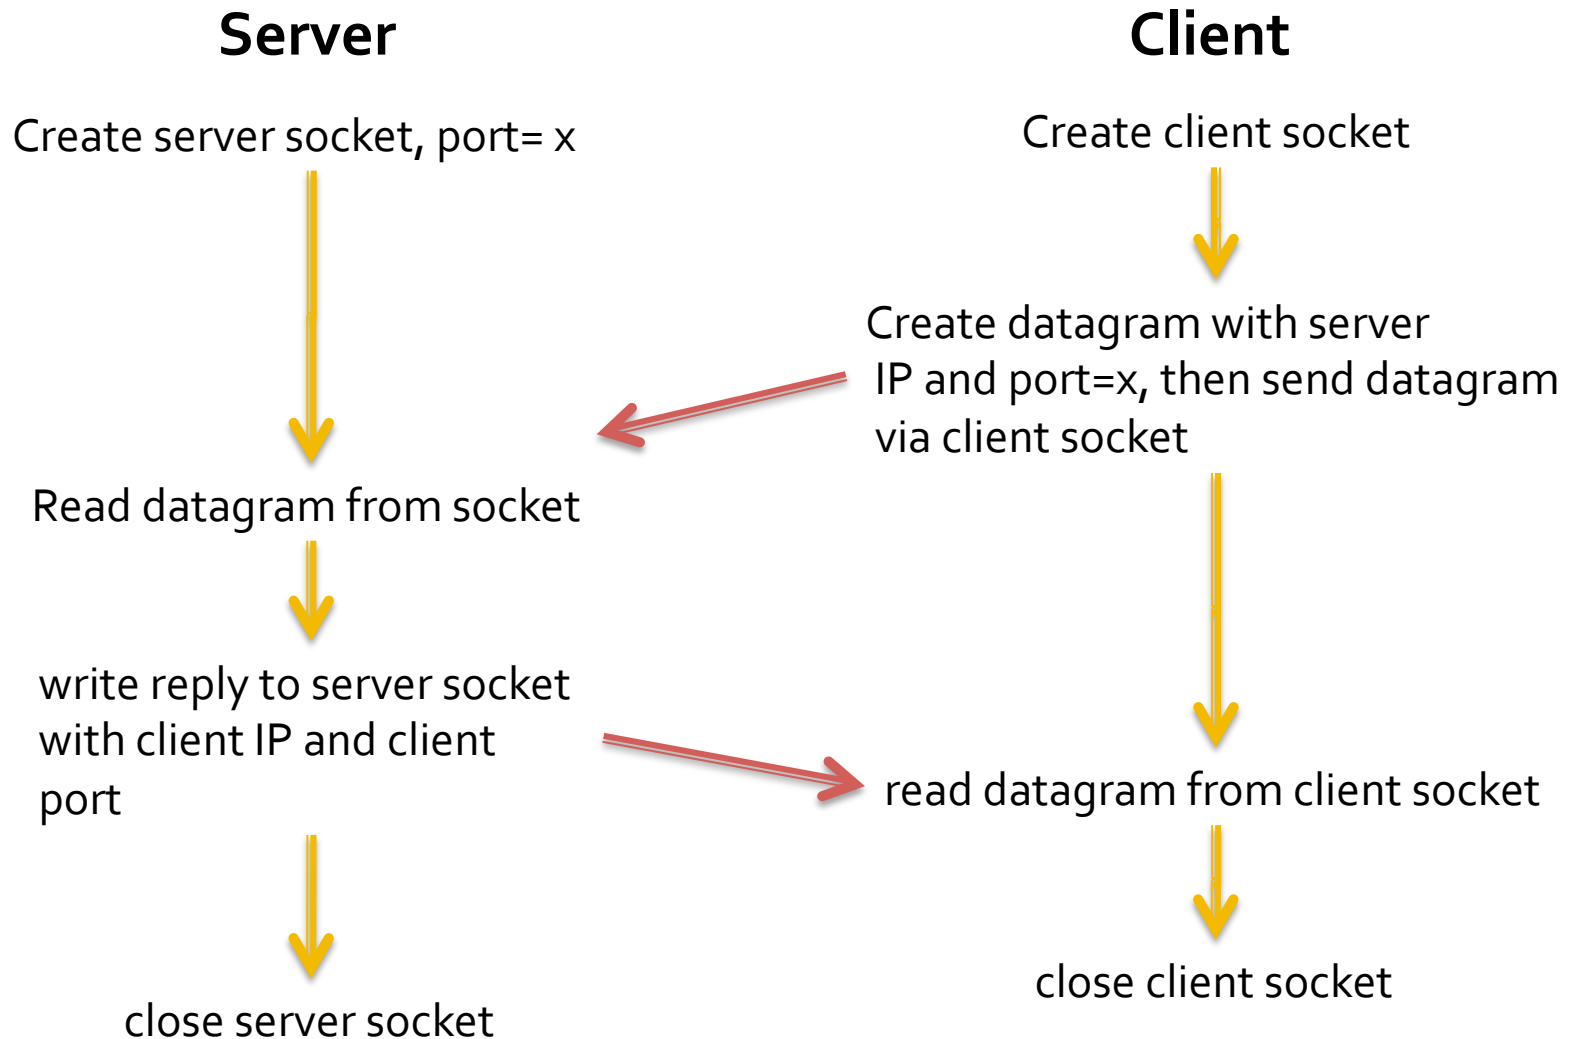 Server
Create server socket, port= x
Read datagram from socket
write reply to server socket
with client IP and client
port
close server socket
Client
Create client socket
Create datagram with server
IP and port=x, then send datagram
via client socket
read datagram from client socket
close client socket